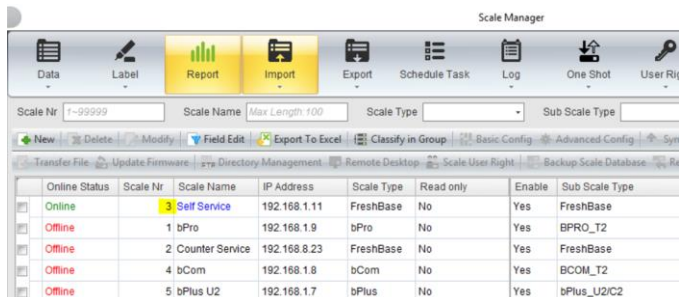 Scale Manager
Data Label Report Import Export Schedule Task Log One Shot User Rig
Scale Nr 1~99999 Scale Name Max Length:100 Scale Type Sub Scale Type
New Delete Modify Field Edit Export To Excel Classify in Group Basic Config Advanced Config Syn
Transfer File Update Firmware Directory Management Remote Desktop Scale User Right Backup Scale Database Re
Online Status Scale Nr Scale Name IP Address Scale Type Read only Enable Sub Scale Type
Online 3 Self Service 192.168.1.11 FreshBase No Yes FreshBase
Offline 1 bPro 192.168.1.9 bPro No Yes BPRO_T2
Offline 2 Counter Service 192.168.8.23 FreshBase No Yes FreshBase
Offline 4 bCom 192.168.1.8 bCom No Yes BCOM_T2
Offline 5 bPlus U2 192.168.1.7 bPlus No Yes bPlus_U2/C2